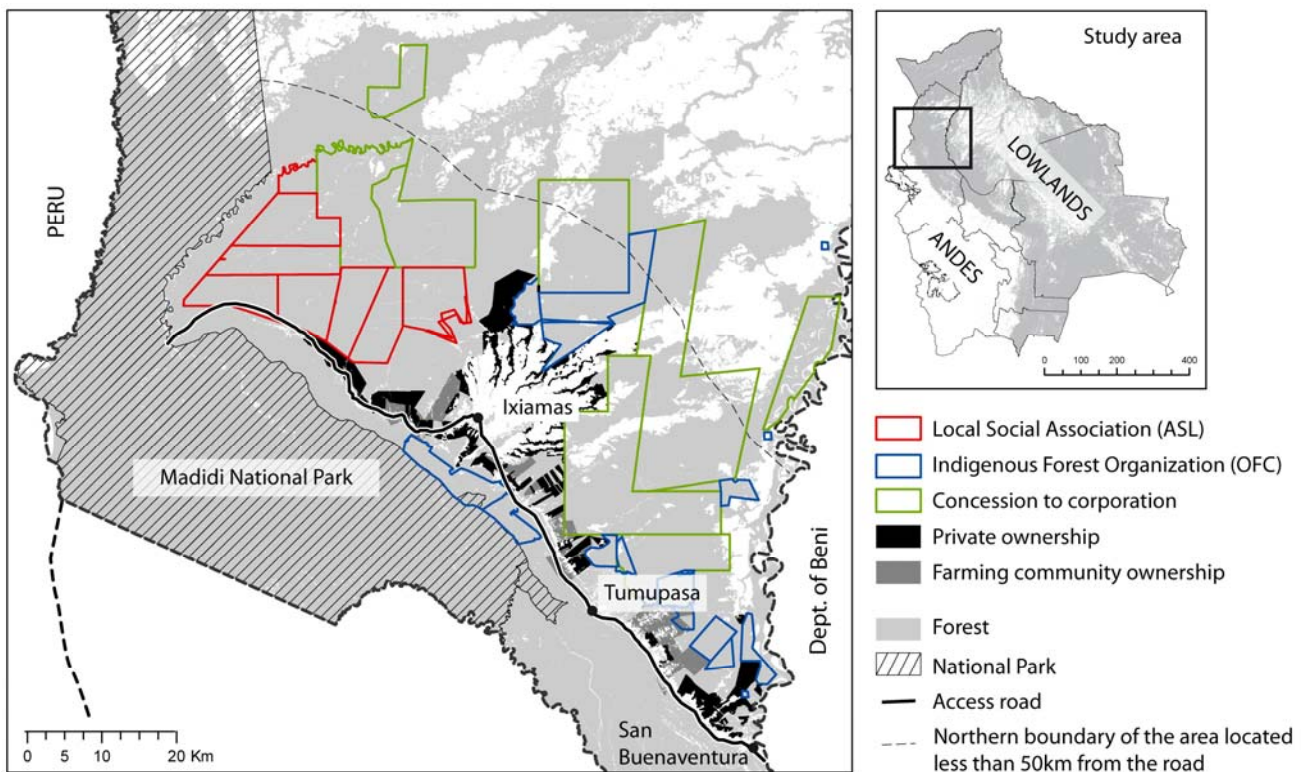 PERU
Madidi National Park
Ixiamas
Tumupasa
San
Buenaventura
Dept. of Beni
0 5 10 20 Km
Study area
LOWLANDS
ANDES
0 200 400
Local Social Association (ASL)
Indigenous Forest Organization (OFC)
Concession to corporation
Private ownership
Farming community ownership
Forest
National Park
Access road
Northern boundary of the area located
less than 50km from the road